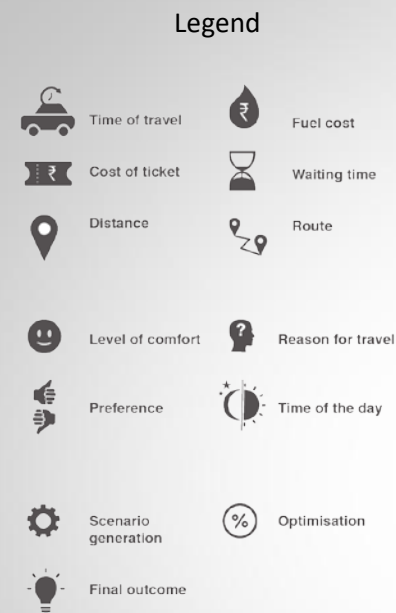 Legend
Time of travel
₹
Fuel cost
₹
Cost of ticket
Waiting time
Distance
Route
Level of comfort
?
Reason for travel
Preference
Time of the day
Scenario
generation
%
Optimisation
Final outcome